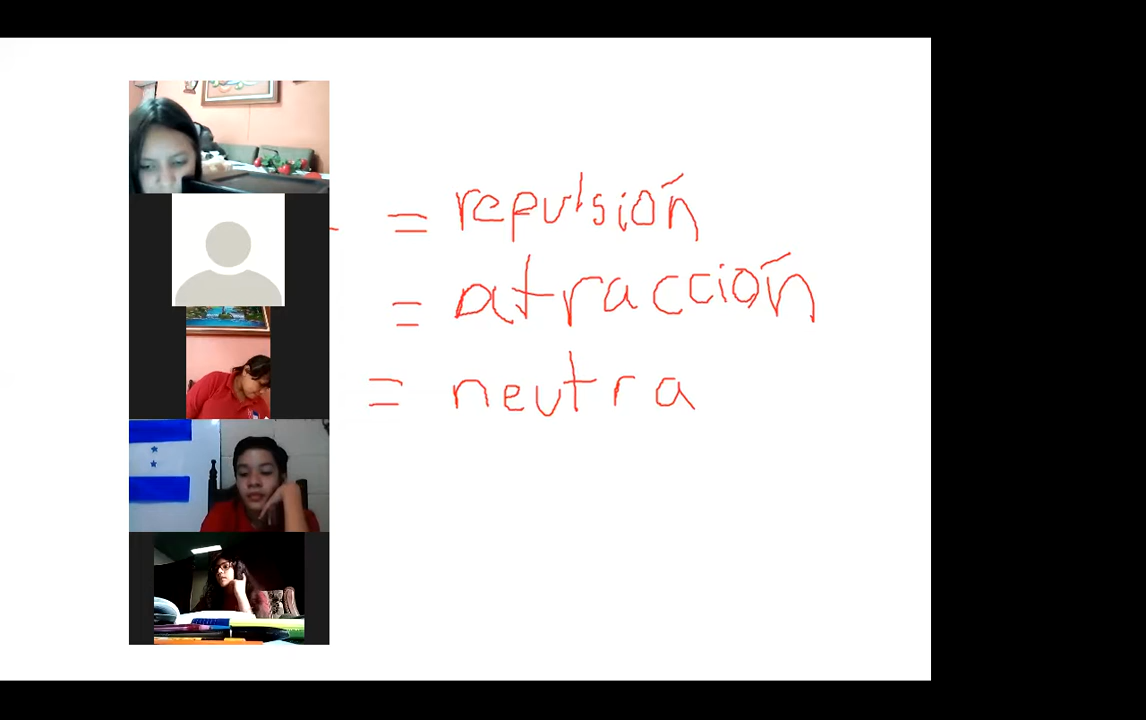 - = repulsión
= atracción
= neutra